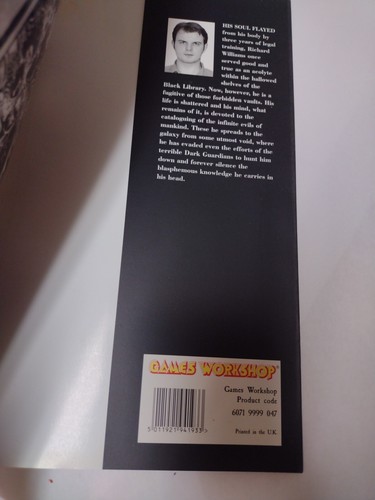 HIS SOUL FLAYED
from his body by
three years of legal
training, Richard
Williams once
served good and
true as an acolyte
within the hallowed
shelves of the
Black Library. Now, however, he is a
fugitive of those forbidden vaults. His
life is shattered and his mind, what
remains of it, is devoted to the
cataloguing of the infinite evils of
mankind. These he spreads to the
galaxy from some utmost void, where
he has evaded even the efforts of the
terrible Dark Guardians to hunt him
down and forever silence the
blasphemous knowledge he carries in
his head.
GAMES WORKSHOP
Games Workshop
Product code
6071 9999 047
Printed in the U.K.
5 011921 941933 >